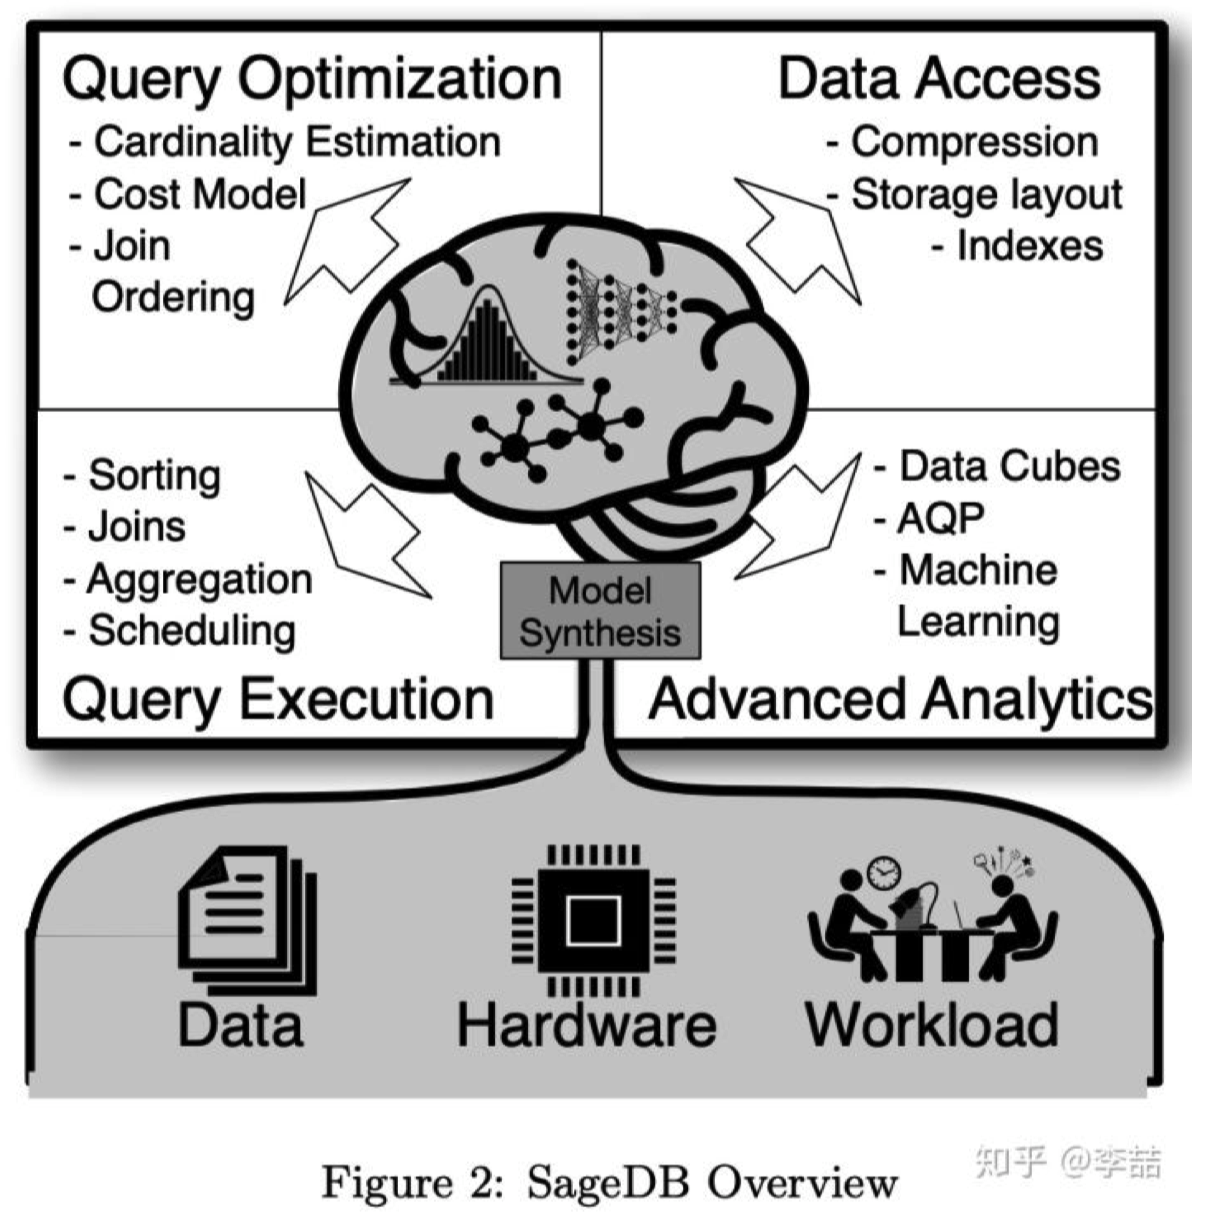 Query Optimization
- Cardinality Estimation
- Cost Model
- Join
Ordering
Data Access
- Compression
- Storage layout
- Indexes
- Sorting
- Joins
- Aggregation
- Scheduling
Query Execution
- Data Cubes
- AQP
- Machine
Learning
Advanced Analytics
Model
Synthesis
Data
Hardware
Workload
Figure 2: SageDB Overview
知乎 @李喆